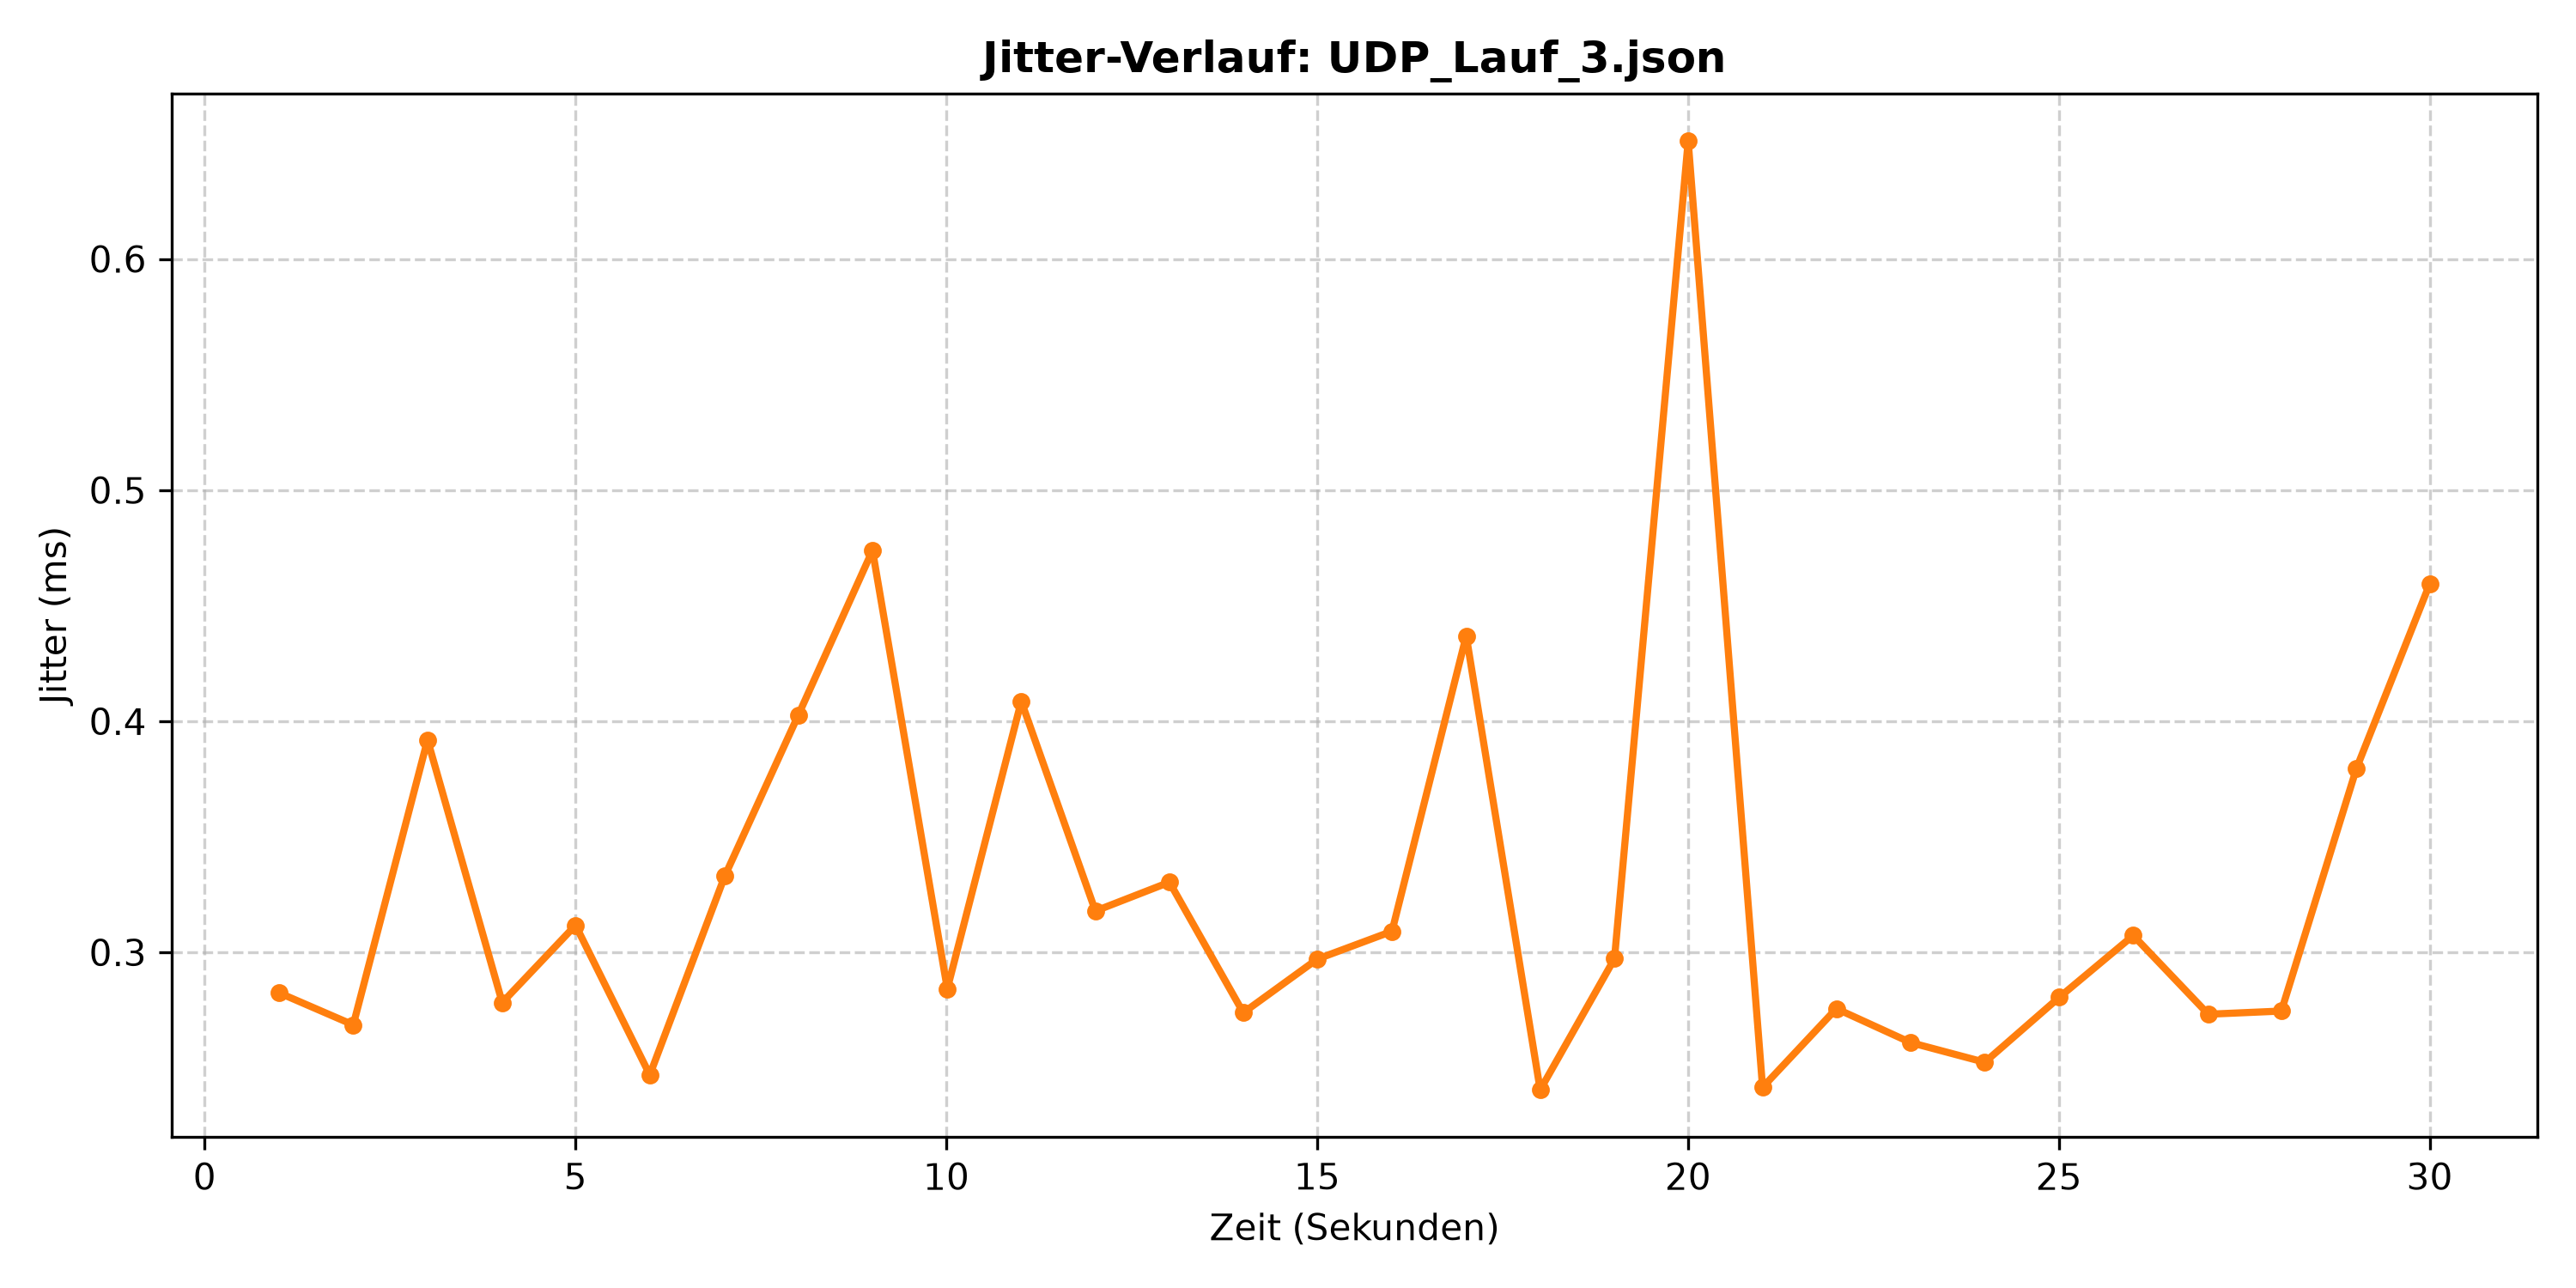 Jitter-Verlauf: UDP_Lauf_3.json
Jitter (ms)
0.6
0.5
0.4
0.3
0 5 10 15 20 25 30
Zeit (Sekunden)